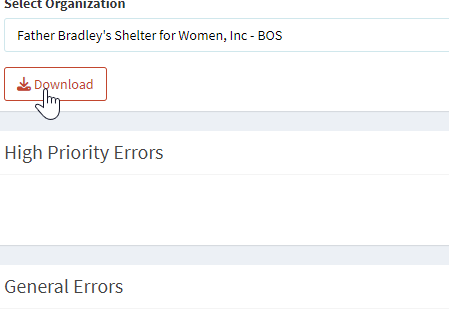 Select Organization
Father Bradley's Shelter for Women, Inc - BOS
Download
High Priority Errors
General Errors